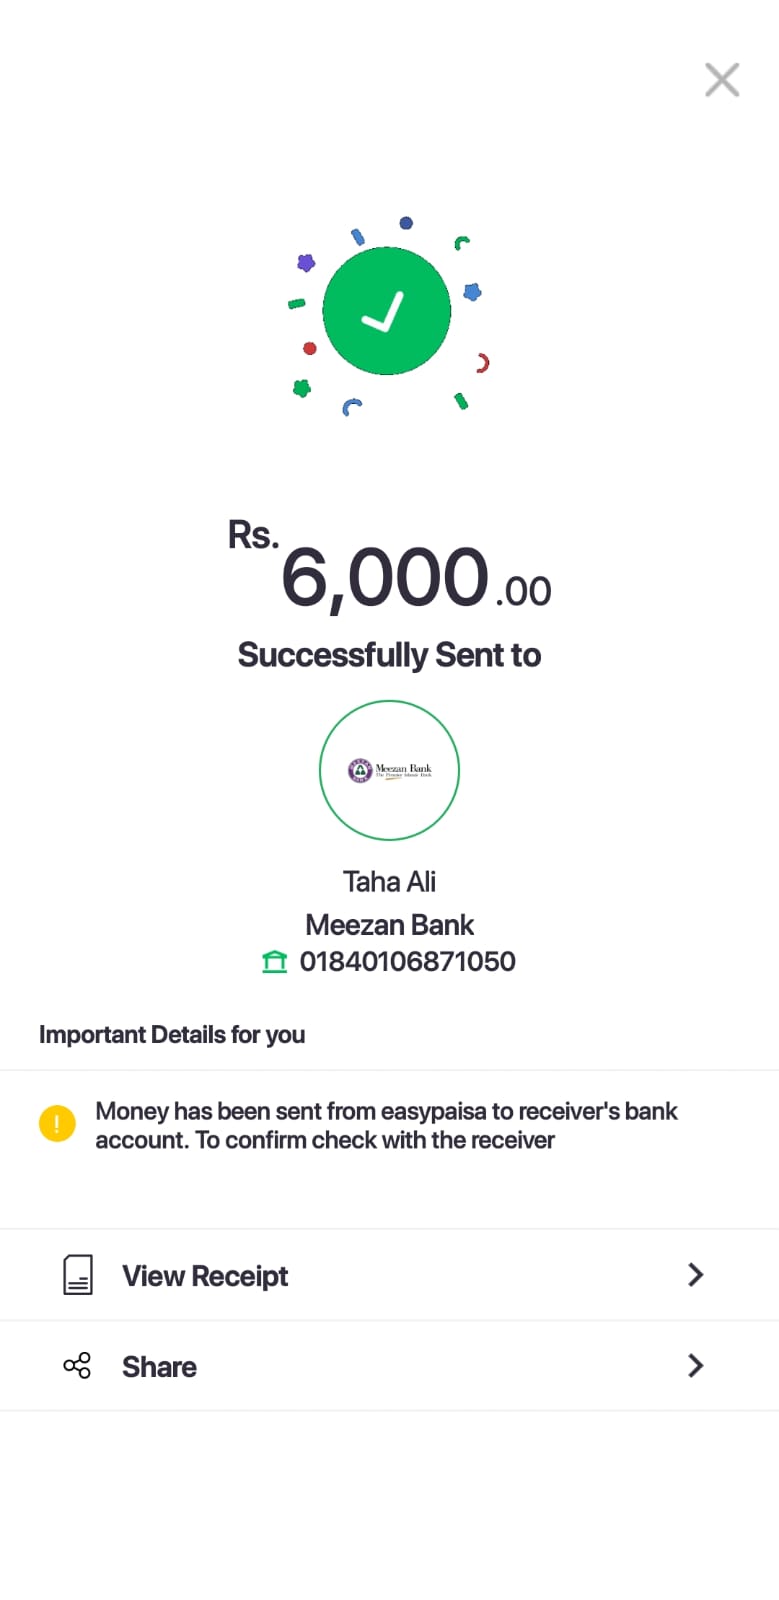 Rs. 6,000.00
Successfully Sent to
Meezan Bank
The Premier Islamic Bank
Taha Ali
Meezan Bank
01840106871050
Important Details for you
Money has been sent from easypaisa to receiver's bank
account. To confirm check with the receiver
View Receipt
Share